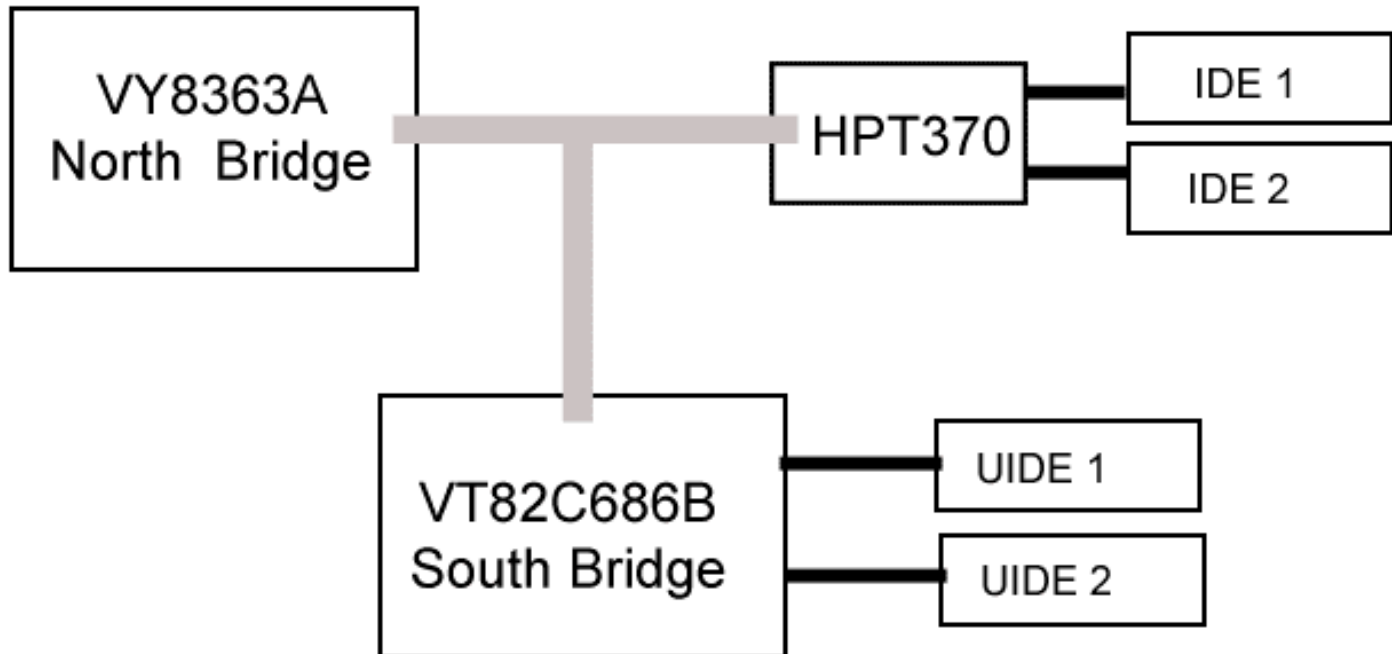 VY8363A
North Bridge
HPT370
IDE 1
IDE 2
VT82C686B
South Bridge
UIDE 1
UIDE 2